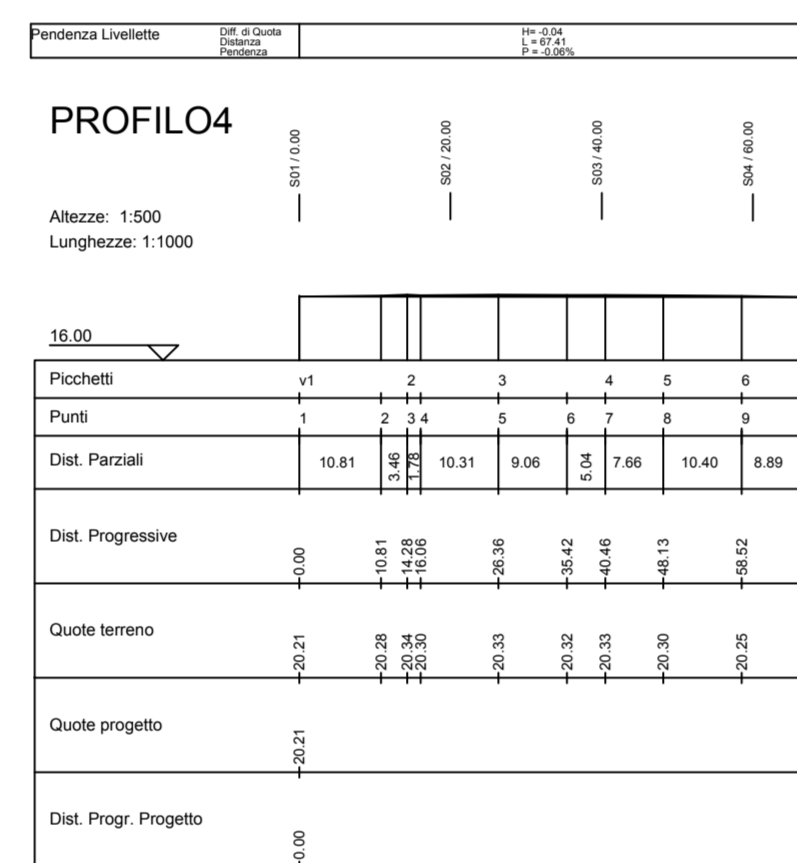 Pendenza Livellette
Diff. di Quota
Distanza
Pendenza
H= -0.04
L = 67.41
P = -0.06%
PROFILO4
S01 / 0.00
S02 / 20.00
S03 / 40.00
S04 / 60.00
Altezze: 1:500
Lunghezze: 1:1000
16.00
Picchetti v1 2 3 4 5 6
Punti 1 2 3 4 5 6 7 8 9
Dist. Parziali 10.81 3.46 1.78 10.31 9.06 5.04 7.66 10.40 8.89
Dist. Progressive 0.00 10.81 14.28 16.06 26.36 35.42 40.46 48.13 58.52
Quote terreno 20.21 20.28 20.34 20.30 20.33 20.32 20.33 20.30 20.25
Quote progetto 20.21
Dist. Progr. Progetto 0.00